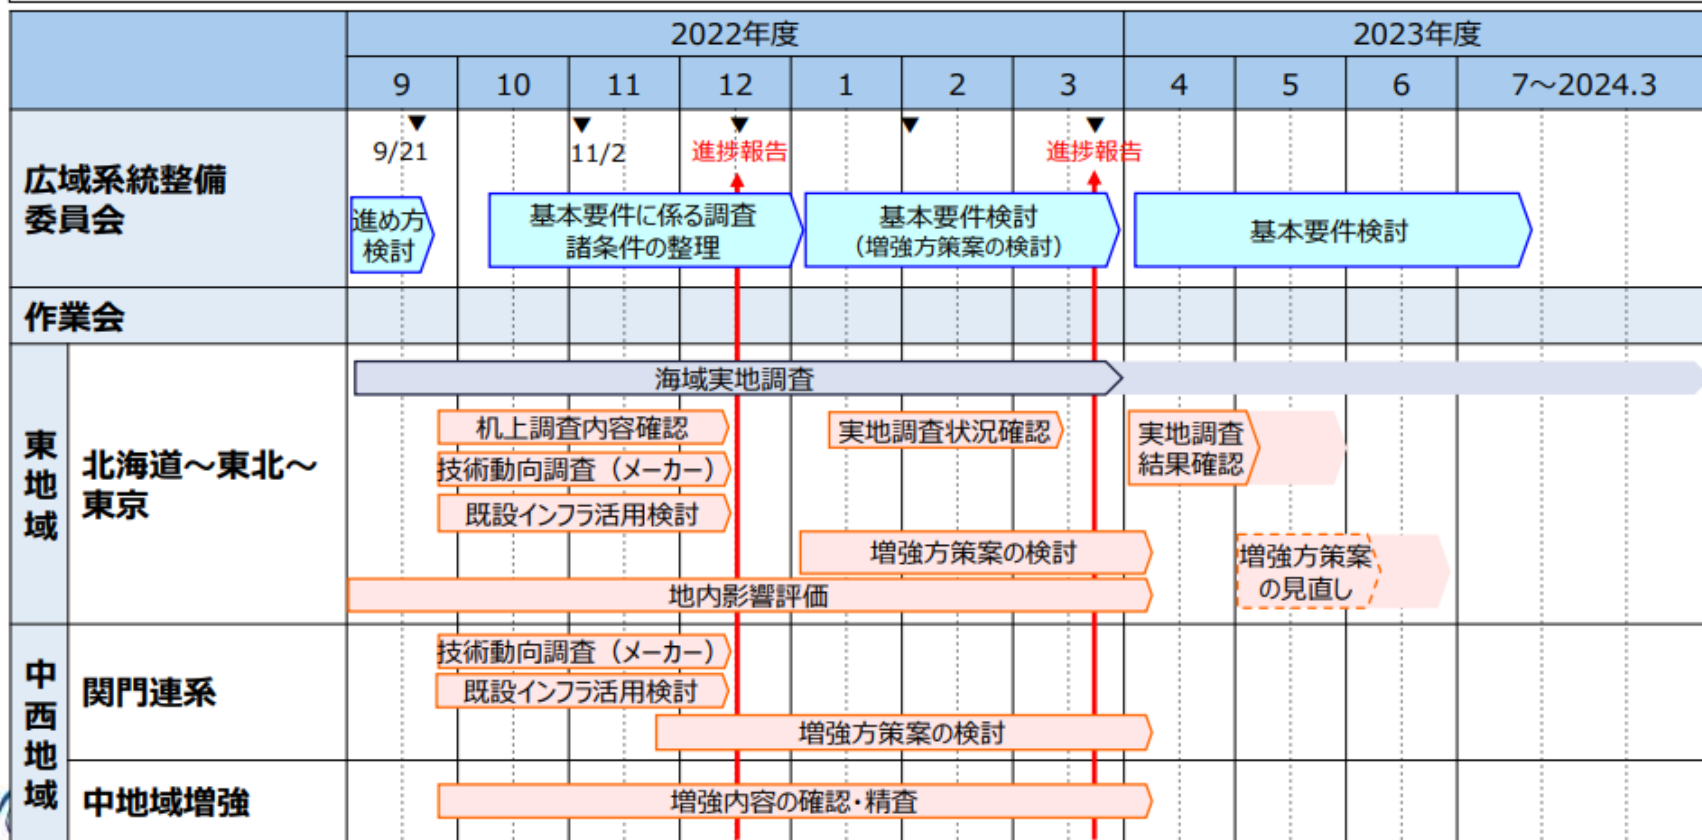 2022年度
2023年度
9
10
11
12
1
2
3
4
5
6
7～2024.3
広域系統整備
委員会
▼
▼
▼
▼
▼
9/21
11/2
進捗報告
進捗報告
進め方
検討
基本要件に係る調査
諸条件の整理
基本要件検討
（増強方策案の検討）
基本要件検討
作業会
東地域
北海道～東北～
東京
海域実地調査
机上調査内容確認
実地調査状況確認
実地調査
結果確認
技術動向調査（メーカー）
既設インフラ活用検討
増強方策案の検討
増強方策案
の見直し
地内影響評価
中西地域
関門連系
技術動向調査（メーカー）
既設インフラ活用検討
増強方策案の検討
中地域増強
増強内容の確認・精査